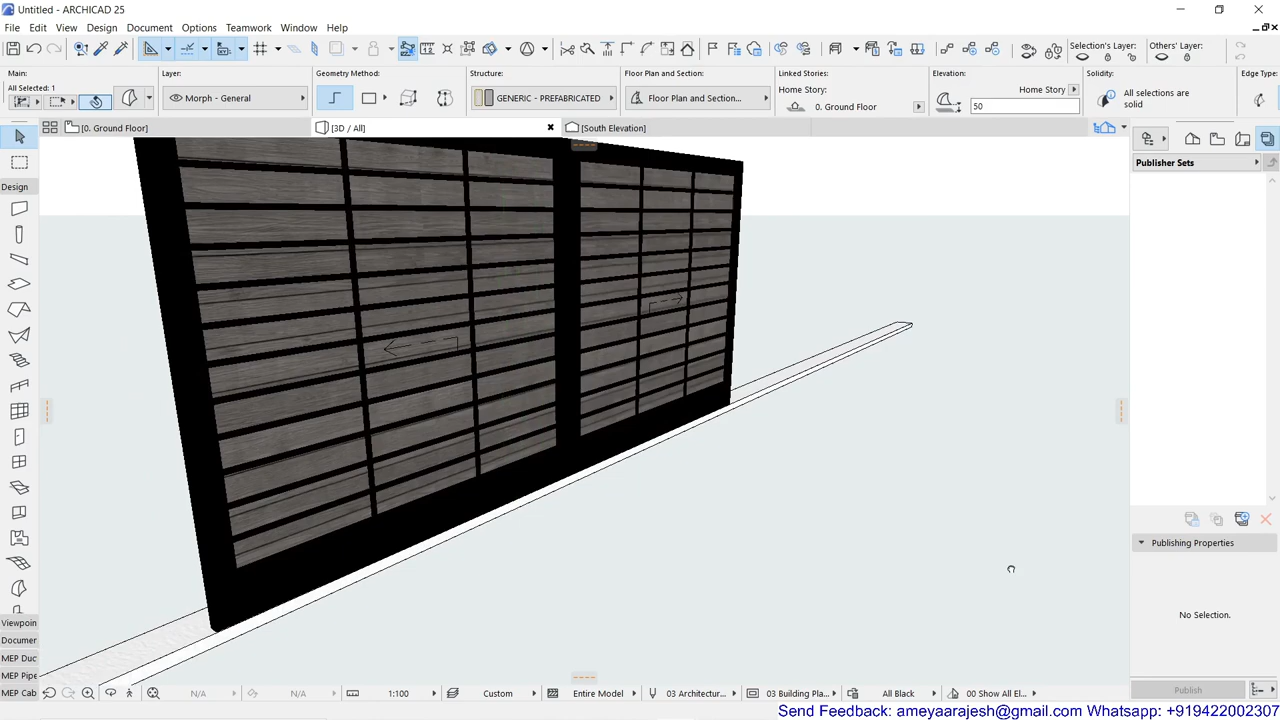 Untitled - ARCHICAD 25
File Edit View Design Document Options Teamwork Window Help
Selection's Layer: Others' Layer:
Main: Layer: Geometry Method: Structure: Floor Plan and Section: Linked Stories: Elevation: Solidity: Edge Type:
All Selected: 1
Morph - General GENERIC - PREFABRICATED Floor Plan and Section... Home Story: Home Story All selections are
0. Ground Floor 50 solid
[0. Ground Floor] [3D / All] [South Elevation]
Publisher Sets
Design
Publishing Properties
No Selection.
Viewpoin
Documer
MEP Duc
MEP Pipe
MEP Cab
N/A N/A 1:100 Custom Entire Model 03 Architectur... 03 Building Pla... All Black 00 Show All El...
Publish
Send Feedback: ameyaarajesh@gmail.com Whatsapp: +919422002307